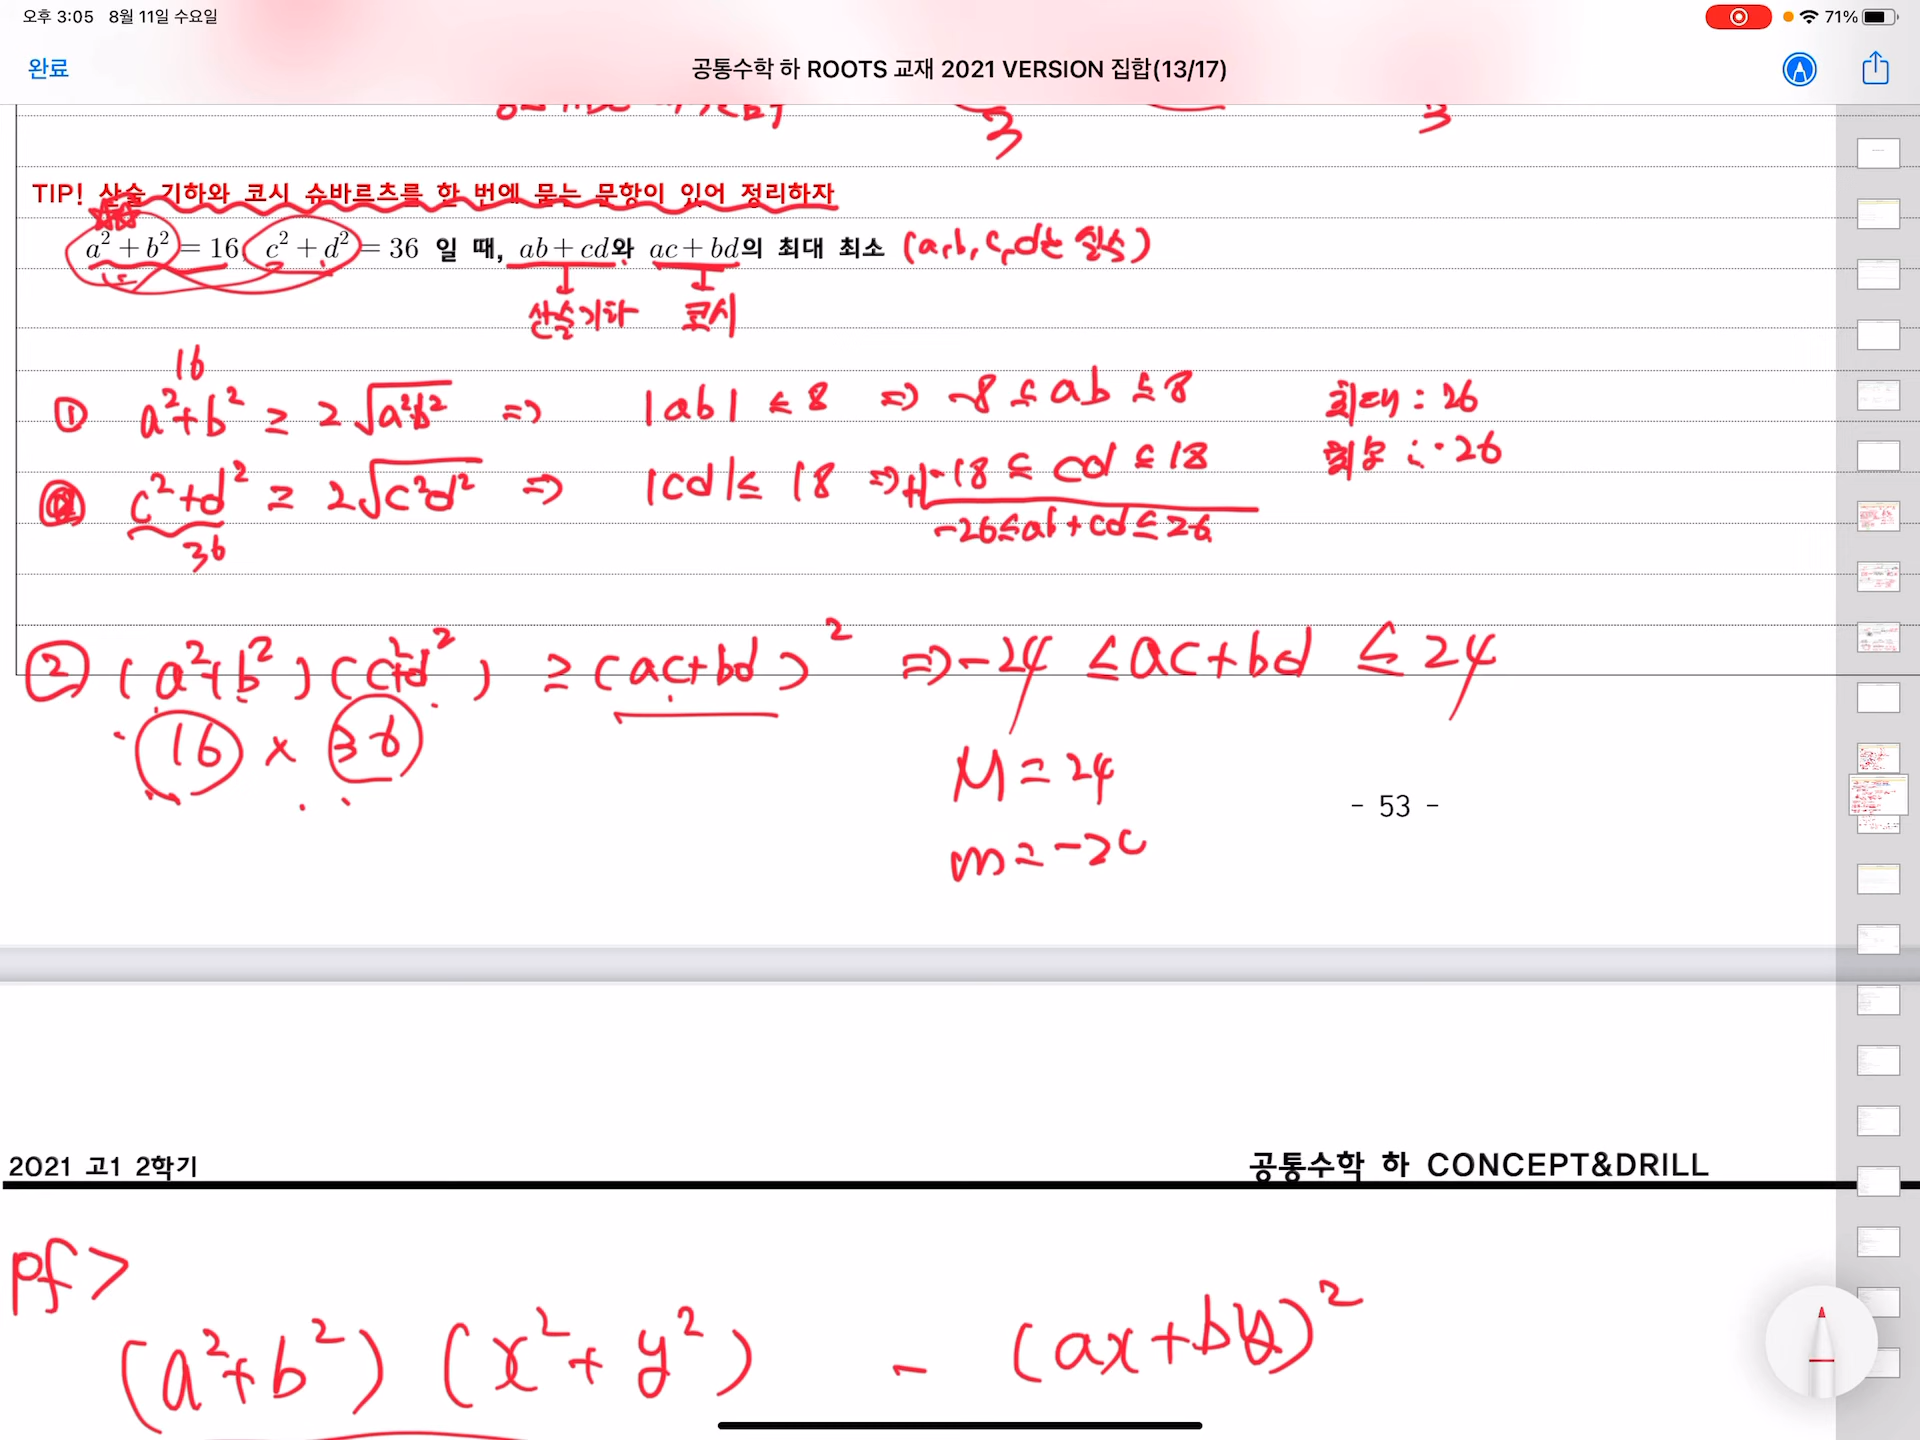 오후 3:05 8월 11일 수요일
71%
완료
공통수학 하 ROOTS 교재 2021 VERSION 집합(13/17)
3
3
TIP! 산술 기하와 코시 슈바르츠를 한 번에 묻는 문항이 있어 정리하자
a² + b² = 16, c² + d² = 36 일 때, ab + cd와 ac + bd의 최대 최소 (a, b, c, d는 실수)
산술기하 코시
16
① a²+b² ≥ 2√a²b² ⇒ |ab| ≤ 8 ⇒ -8 ≤ ab ≤ 8 최대 : 26
c²+d² ≥ 2√c²d² ⇒ |cd| ≤ 18 ⇒ +) -18 ≤ cd ≤ 18 최소 : -26
36 -26 ≤ ab + cd ≤ 26
② (a²+b²)(c²+d²) ≥ (ac+bd)² ⇒ -24 ≤ ac+bd ≤ 24
16 × 36
M = 24
- 53 -
m = -2
2021 고1 2학기 공통수학 하 CONCEPT&DRILL
pf>
(a²+b²)(x²+y²) - (ax+by)²